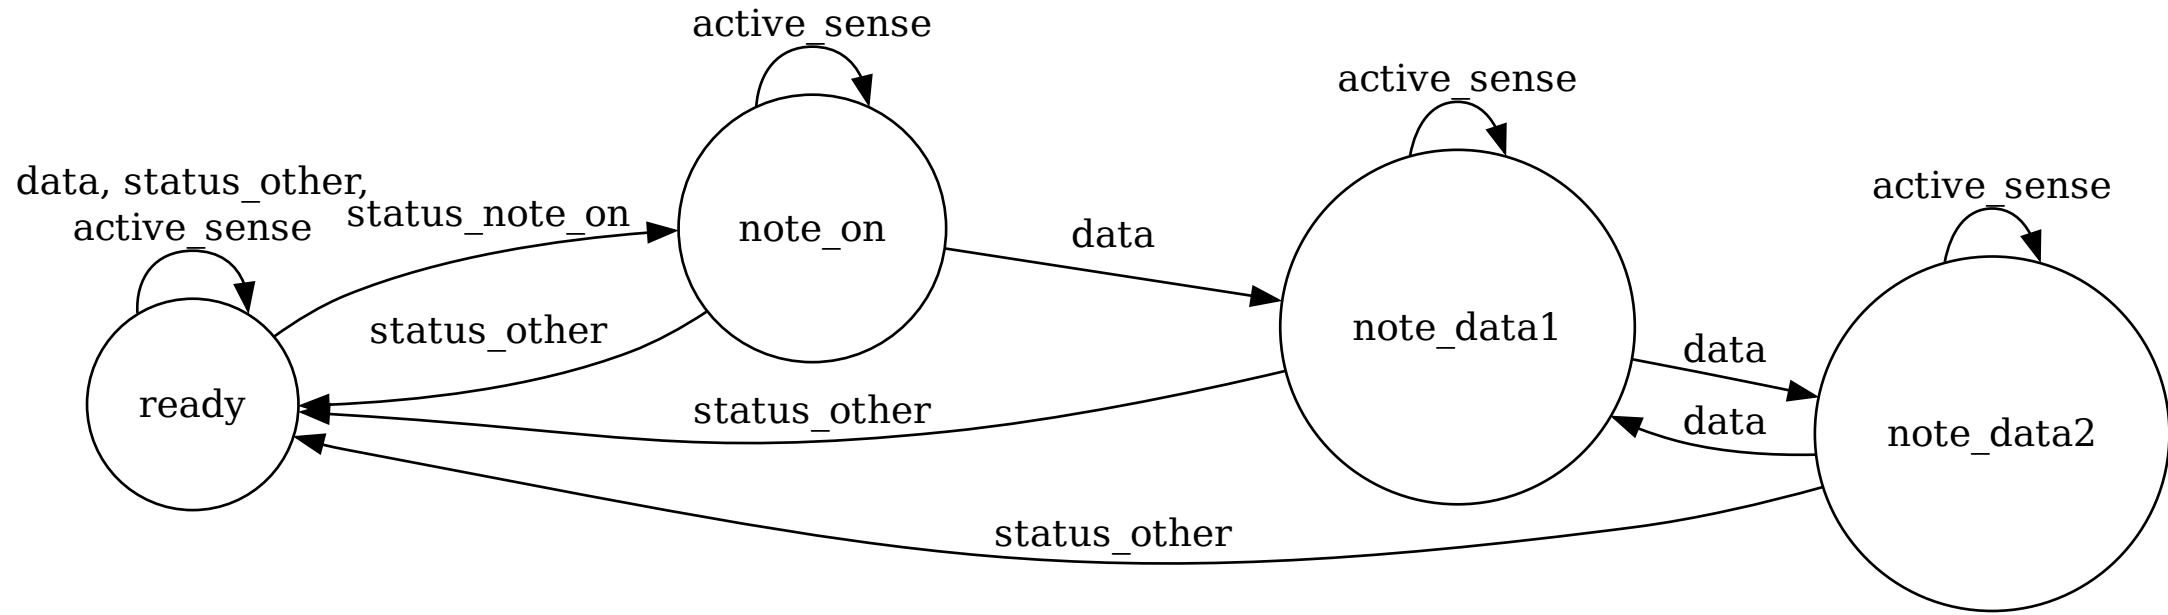 active_sense
active_sense
data, status_other,
active_sense
active_sense
status_note_on
note_on
data
status_other
note_data1
data
ready
status_other
data
note_data2
status_other